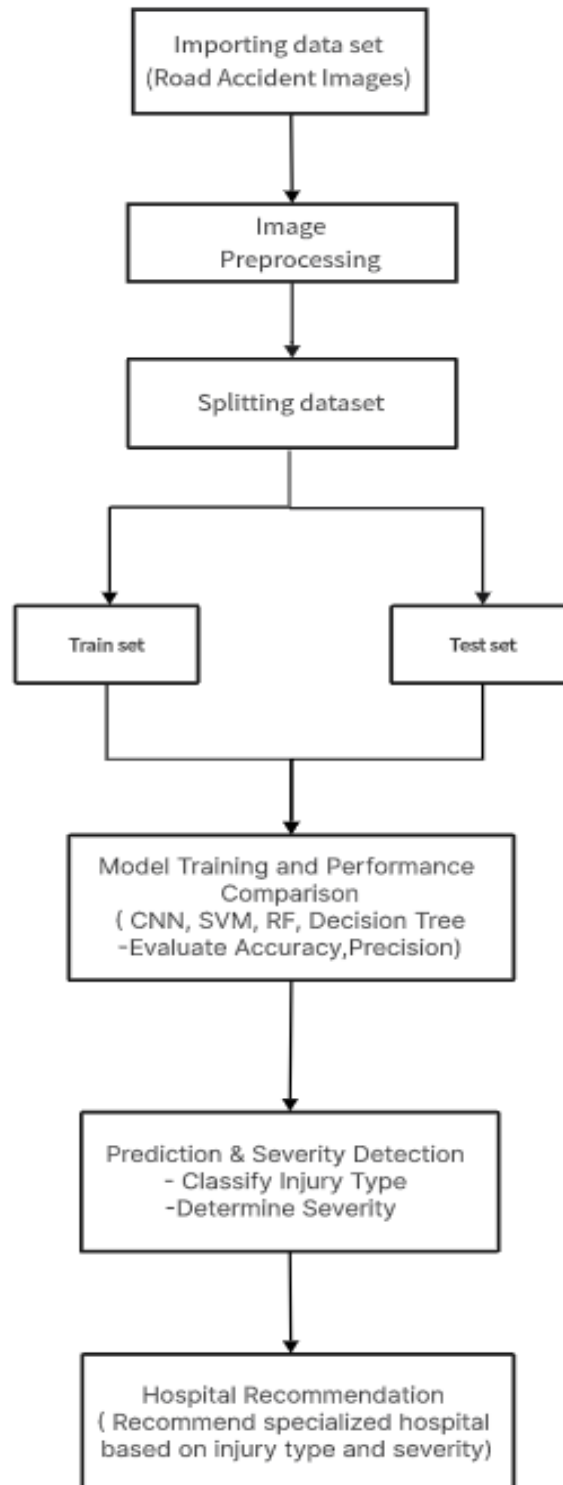 Importing data set
(Road Accident Images)
Image
Preprocessing
Splitting dataset
Train set
Test set
Model Training and Performance
Comparison
( CNN, SVM, RF, Decision Tree
-Evaluate Accuracy,Precision)
Prediction & Severity Detection
- Classify Injury Type
-Determine Severity
Hospital Recommendation
( Recommend specialized hospital
based on injury type and severity)